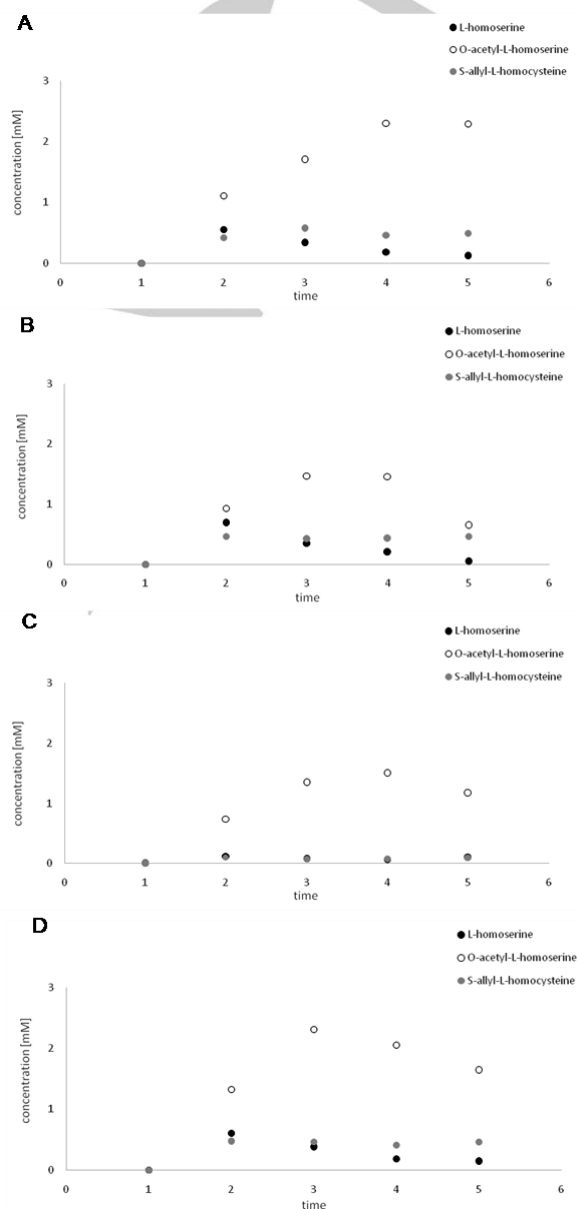 A
L-homoserine
O-acetyl-L-homoserine
S-allyl-L-homocysteine
concentration [mM]
3
2
1
0
0 1 2 3 4 5 6
time
B
L-homoserine
O-acetyl-L-homoserine
S-allyl-L-homocysteine
concentration [mM]
3
2
1
0
0 1 2 3 4 5 6
time
C
L-homoserine
O-acetyl-L-homoserine
S-allyl-L-homocysteine
concentration [mM]
3
2
1
0
0 1 2 3 4 5 6
time
D
L-homoserine
O-acetyl-L-homoserine
S-allyl-L-homocysteine
concentration [mM]
3
2
1
0
0 1 2 3 4 5 6
time